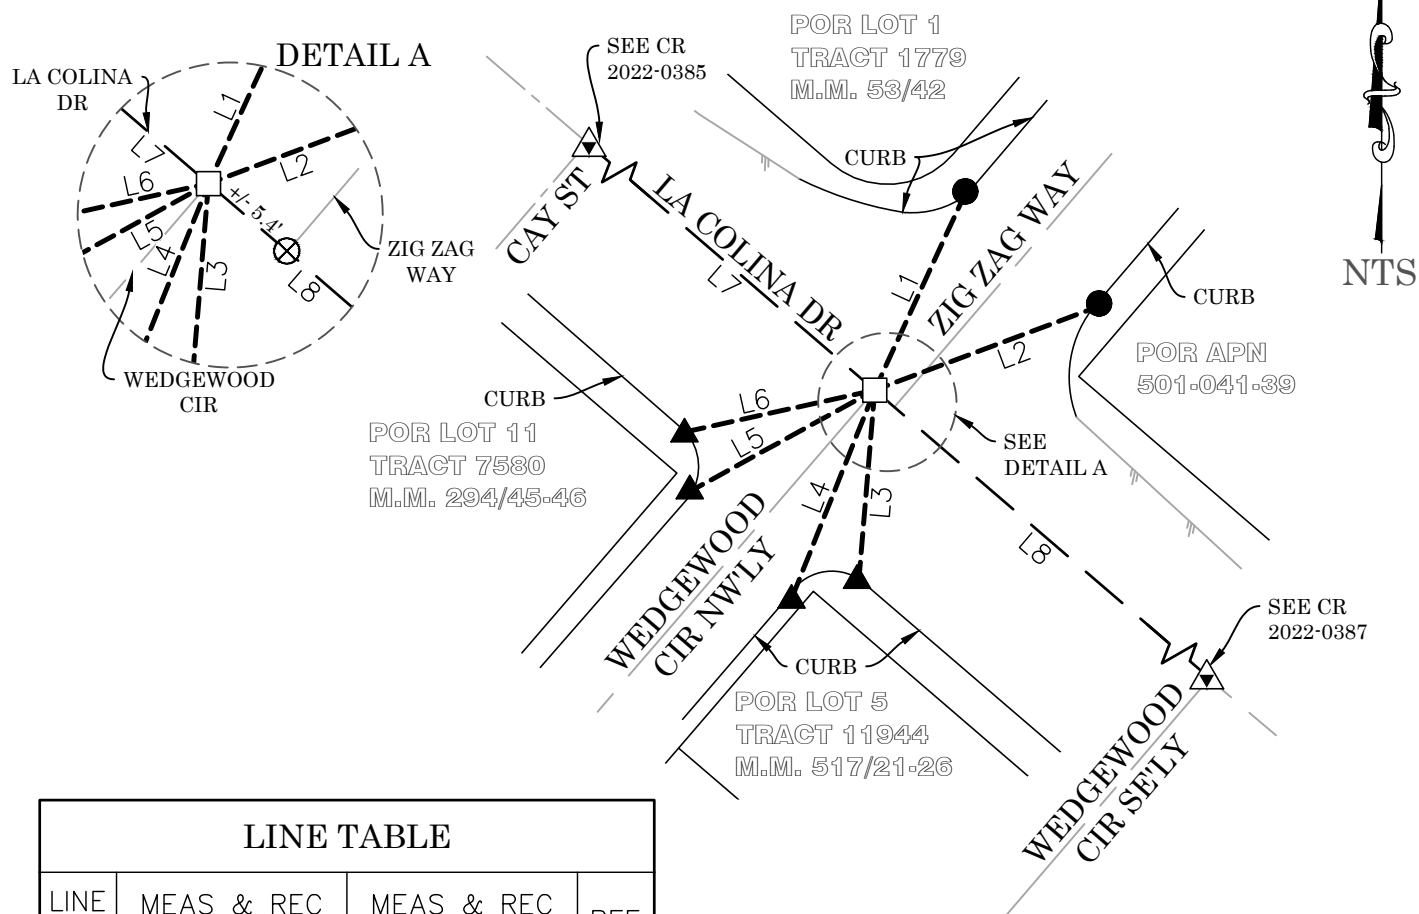 DETAIL A
LA COLINA
DR
L1
L2
L7
L6
L5
L4
L3
+/- 5.4'
L8
ZIG ZAG
WAY
WEDGEWOOD
CIR
SEE CR
2022-0385
POR LOT 1
TRACT 1779
M.M. 53/42
CURB
NTS
CAY ST
LA COLINA DR
L7
ZIG ZAG WAY
L1
L2
CURB
POR APN
501-041-39
CURB
L6
L5
POR LOT 11
TRACT 7580
M.M. 294/45-46
SEE
DETAIL A
L4
L3
L8
WEDGEWOOD
CIR NW'LY
CURB
POR LOT 5
TRACT 11944
M.M. 517/21-26
SEE CR
2022-0387
WEDGEWOOD
CIR SE'LY
LINE TABLE
LINE
MEAS & REC
MEAS & REC
REF